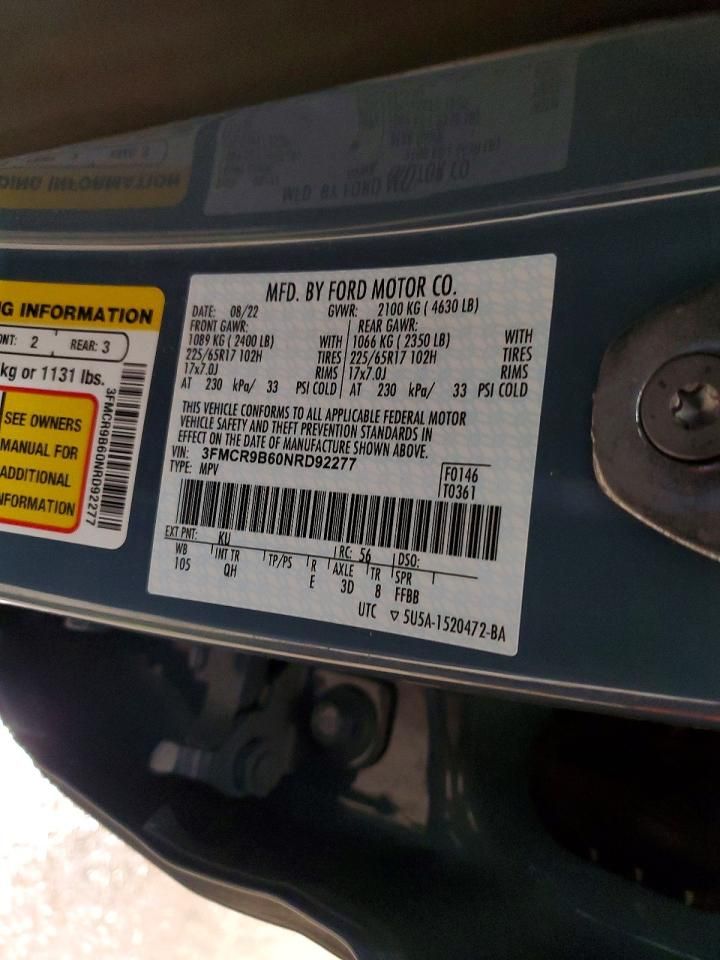 MFD. BY FORD MOTOR CO.
DATE: 08/22 GVWR: 2100 KG ( 4630 LB)
FRONT GAWR: REAR GAWR:
1089 KG ( 2400 LB) WITH 1066 KG ( 2350 LB) WITH
225/65R17 102H TIRES 225/65R17 102H TIRES
17x7.0J RIMS 17x7.0J RIMS
AT 230 kPa/ 33 PSI COLD AT 230 kPa/ 33 PSI COLD
THIS VEHICLE CONFORMS TO ALL APPLICABLE FEDERAL MOTOR
VEHICLE SAFETY AND THEFT PREVENTION STANDARDS IN
EFFECT ON THE DATE OF MANUFACTURE SHOWN ABOVE.
VIN: 3FMCR9B60NRD92277
TYPE: MPV
F0146
T0361
EXT PNT: KU RC: 56 DSO:
WB INT TR TP/PS R AXLE TR SPR
105 QH E 3D 8 FFBB
UTC ▽ 5U5A-1520472-BA
G INFORMATION
NT: 2 REAR: 3
kg or 1131 lbs.
SEE OWNERS
MANUAL FOR
ADDITIONAL
INFORMATION
3FMCR9B60NRD92277
DING INFORMATION
MFD. BY FORD MOTOR CO